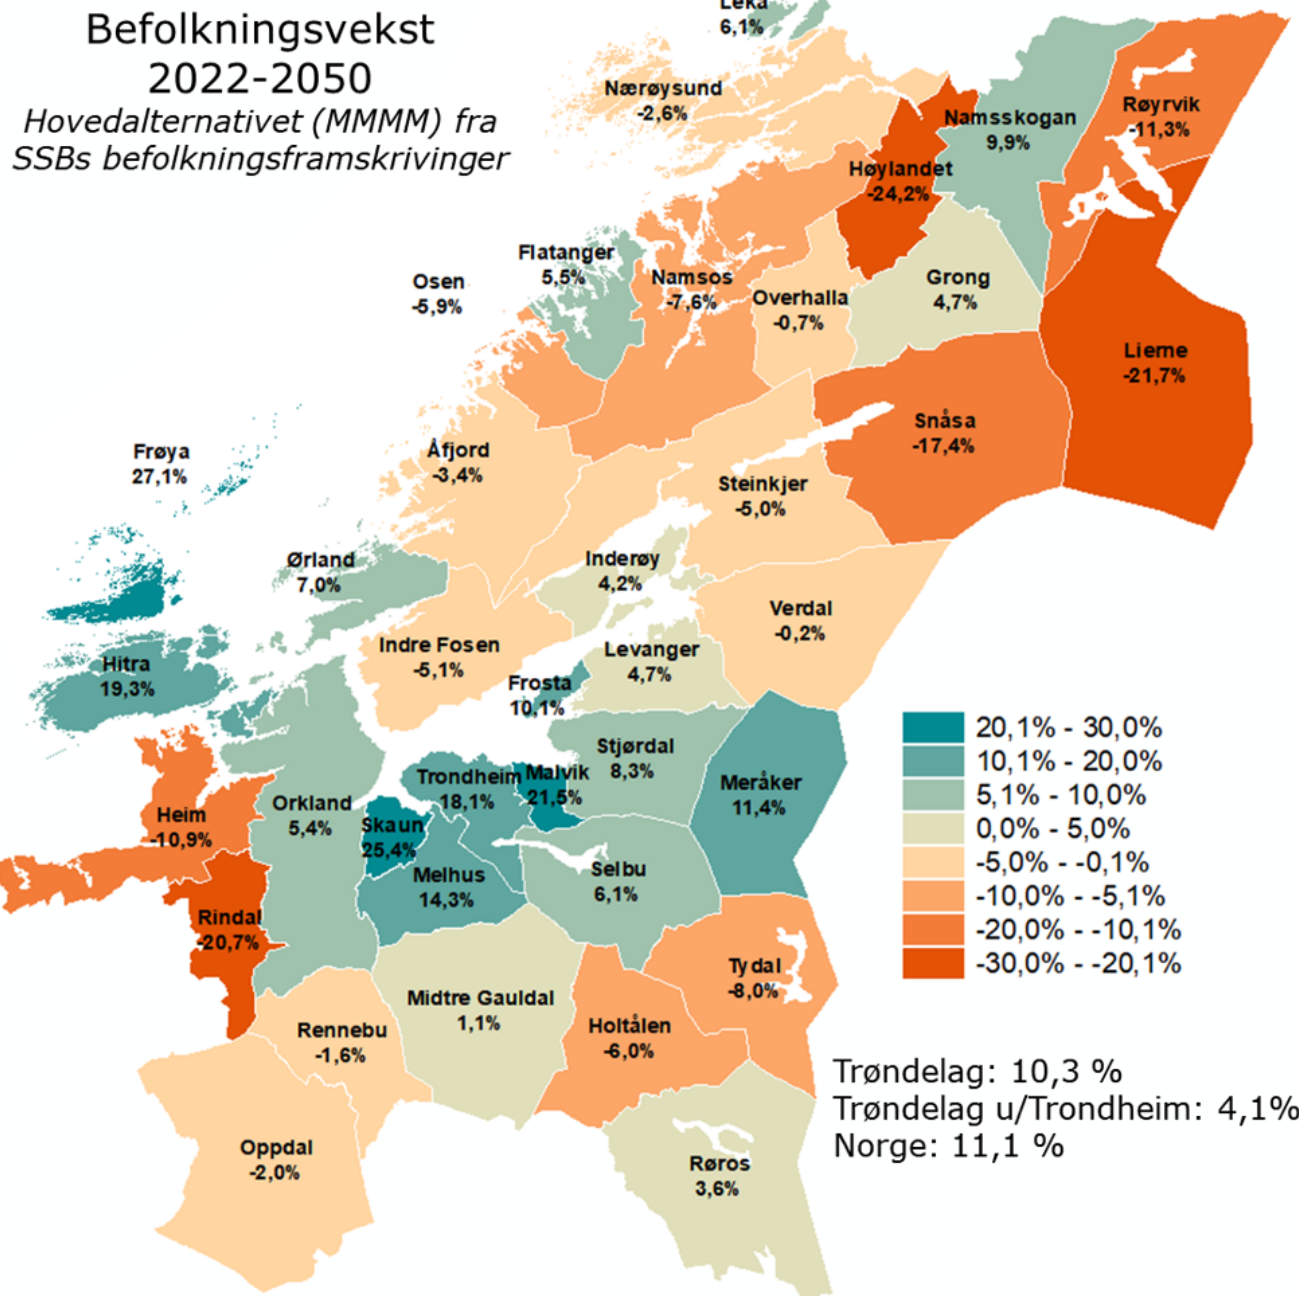 Befolkningsvekst
2022-2050
Hovedalternativet (MMMM) fra
SSBs befolkningsframskrivinger
Leka
6,1%
Nærøysund
-2,6%
Namsskogan
9,9%
Røyrvik
-11,3%
Høylandet
-24,2%
Flatanger
5,5%
Osen
-5,9%
Namsos
-7,6%
Overhalla
-0,7%
Grong
4,7%
Lierne
-21,7%
Snåsa
-17,4%
Åfjord
-3,4%
Frøya
27,1%
Steinkjer
-5,0%
Ørland
7,0%
Inderøy
4,2%
Verdal
-0,2%
Indre Fosen
-5,1%
Levanger
4,7%
Hitra
19,3%
Frosta
10,1%
Stjørdal
8,3%
Meråker
11,4%
Trondheim
18,1%
Malvik
21,5%
Orkland
5,4%
Skaun
25,4%
Heim
-10,9%
Melhus
14,3%
Selbu
6,1%
Rindal
-20,7%
Tydal
-8,0%
Midtre Gauldal
1,1%
Holtålen
-6,0%
Rennebu
-1,6%
Oppdal
-2,0%
Røros
3,6%
20,1% - 30,0%
10,1% - 20,0%
5,1% - 10,0%
0,0% - 5,0%
-5,0% - -0,1%
-10,0% - -5,1%
-20,0% - -10,1%
-30,0% - -20,1%
Trøndelag: 10,3 %
Trøndelag u/Trondheim: 4,1%
Norge: 11,1 %